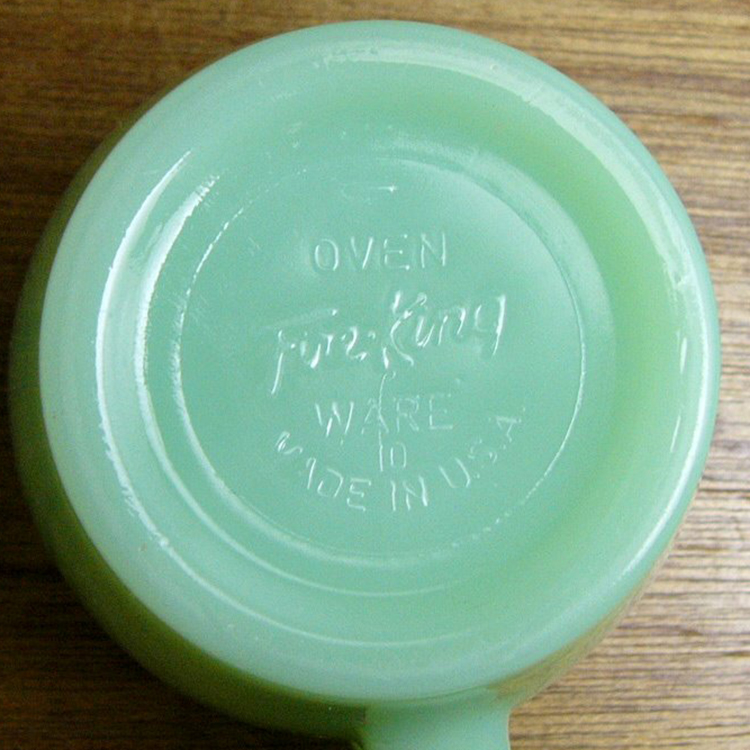 OVEN
Fire-King
WARE
10
MADE IN U.S.A.